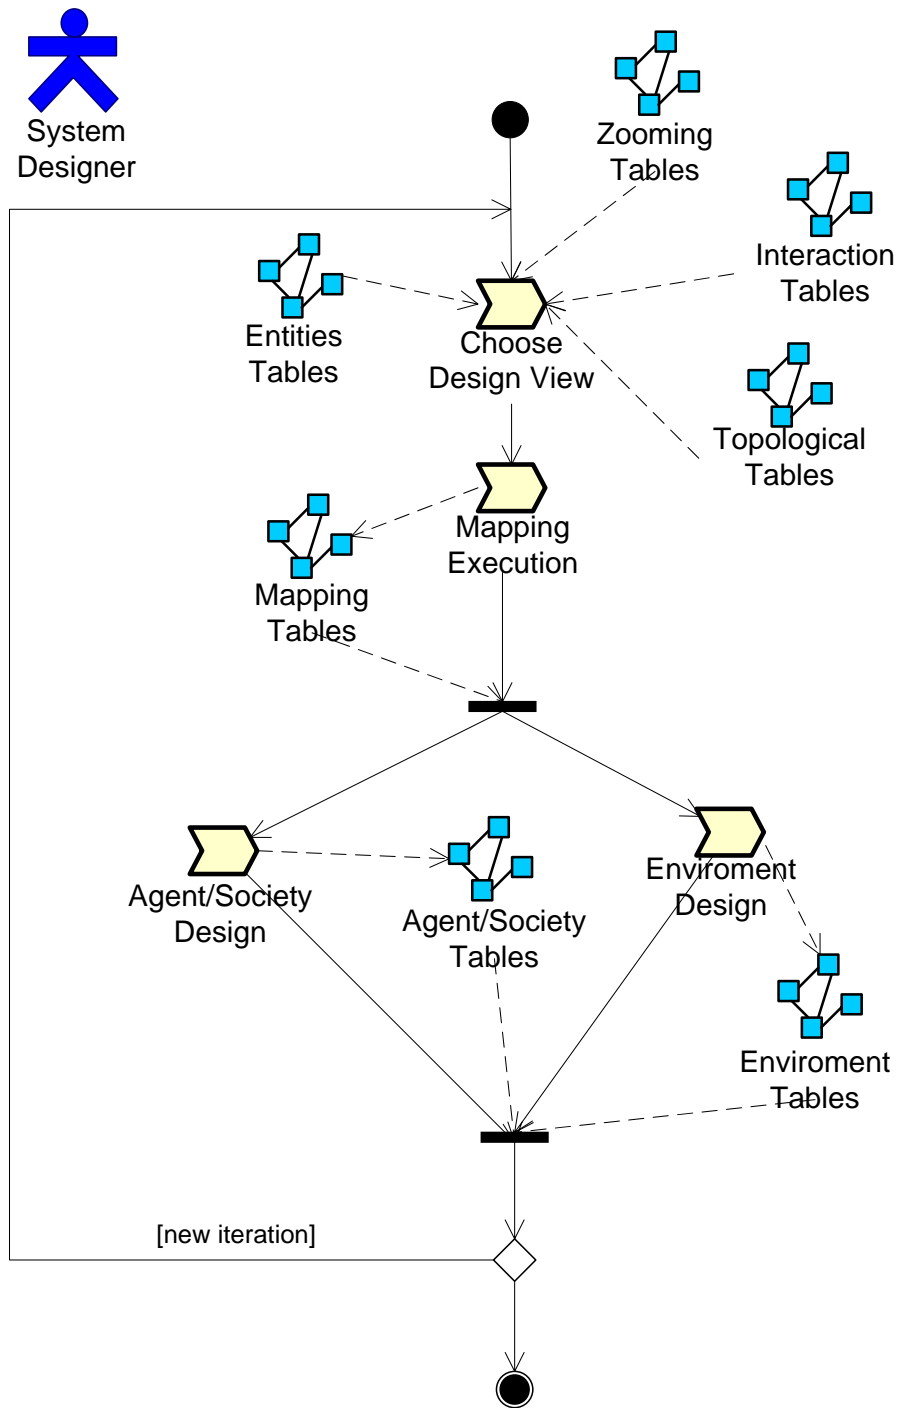 System
Designer
Zooming
Tables
Interaction
Tables
Entities
Tables
Choose
Design View
Topological
Tables
Mapping
Execution
Mapping
Tables
Agent/Society
Design
Agent/Society
Tables
Enviroment
Design
Enviroment
Tables
[new iteration]